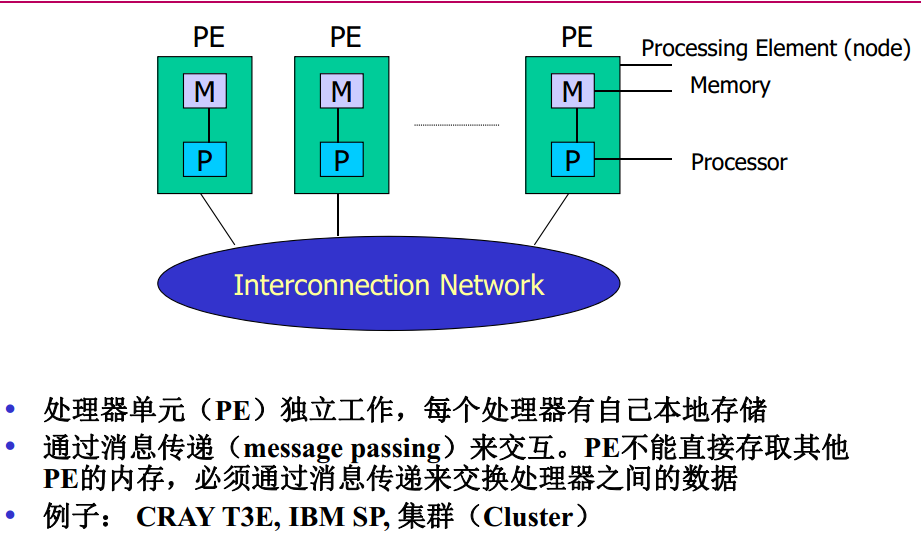 PE PE PE
Processing Element (node)
M M M
Memory
P P P
Processor
Interconnection Network
• 处理器单元（PE）独立工作，每个处理器有自己本地存储
• 通过消息传递（message passing）来交互。PE不能直接存取其他
PE的内存，必须通过消息传递来交换处理器之间的数据
• 例子： CRAY T3E, IBM SP, 集群（Cluster）